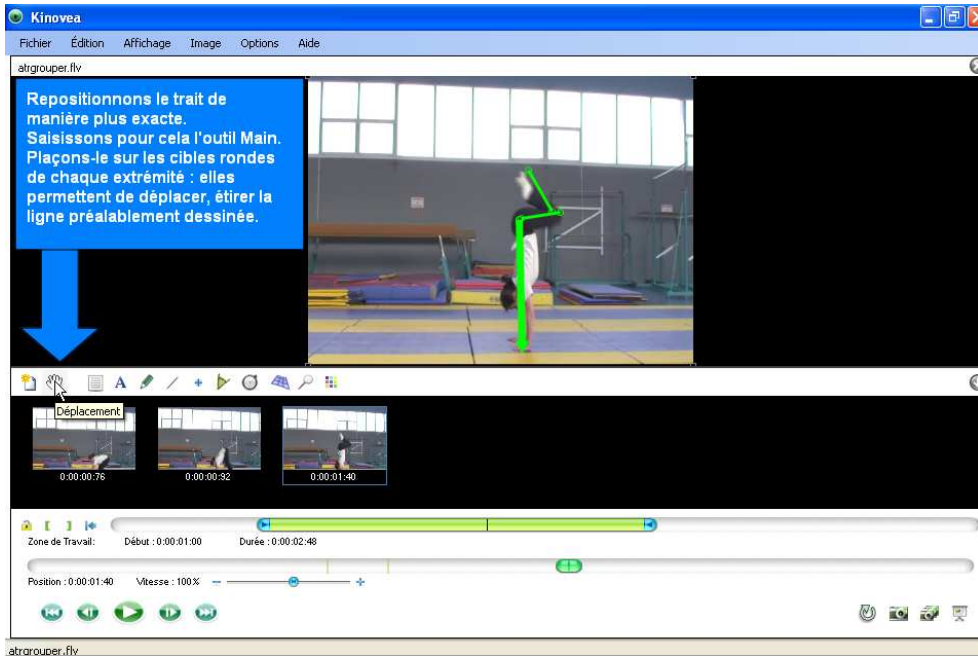 Kinovea
Fichier Édition Affichage Image Options Aide
atrgrouper.flv
Repositionnons le trait de
manière plus exacte.
Saisissons pour cela l'outil Main.
Plaçons-le sur les cibles rondes
de chaque extrémité : elles
permettent de déplacer, étirer la
ligne préalablement dessinée.
A
Déplacement
0:00:00:76 0:00:00:92 0:00:01:40
Zone de Travail: Début : 0:00:01:00 Durée : 0:00:02:48
Position : 0:00:01:40 Vitesse : 100%
atrgrouper.flv